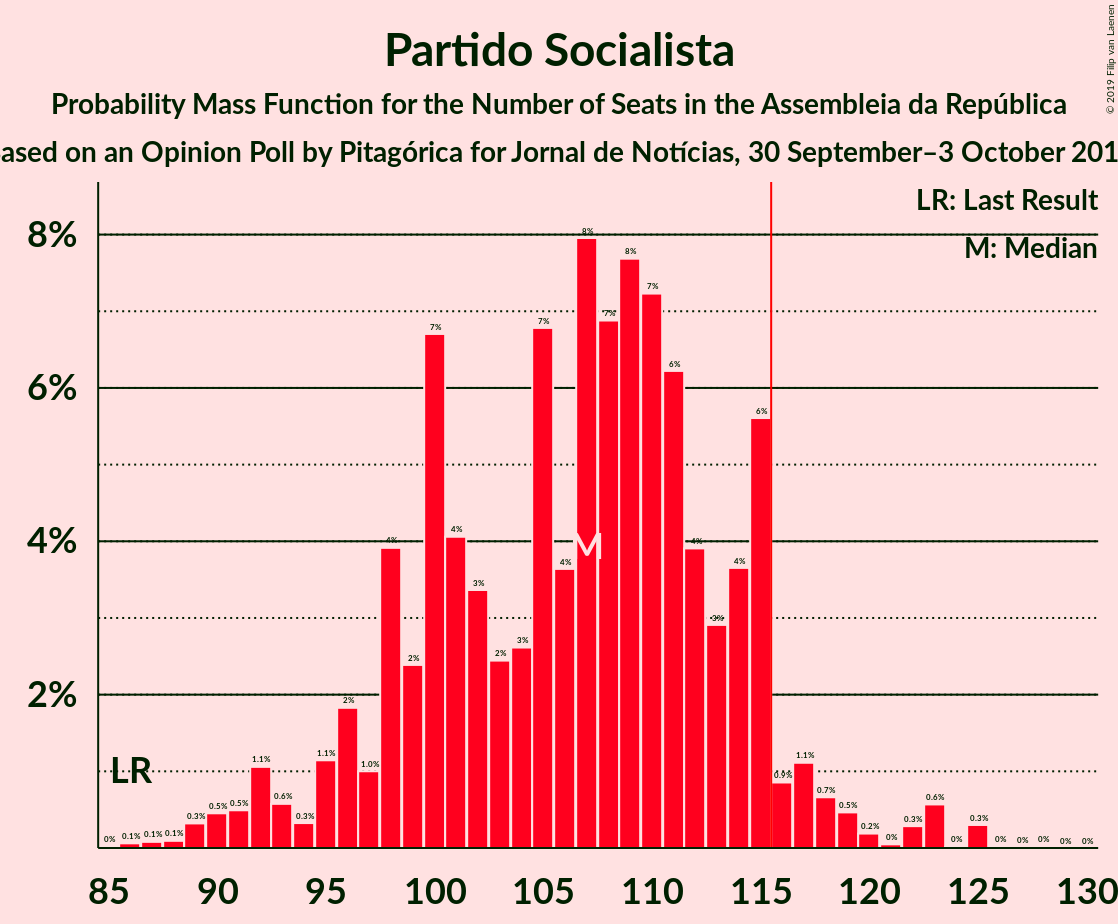 Partido Socialista
Probability Mass Function for the Number of Seats in the Assembleia da República
ased on an Opinion Poll by Pitagórica for Jornal de Notícias, 30 September–3 October 201
© 2019 Filip van Laenen
LR: Last Result
M: Median
8%
6%
4%
2%
LR
M
0% 0.1% 0.1% 0.1% 0.3% 0.5% 0.5% 1.1% 0.6% 0.3% 1.1% 2% 1.0% 4% 2% 7% 4% 3% 2% 3% 7% 4% 8% 7% 8% 7% 6% 4% 3% 4% 6% 0.9% 1.1% 0.7% 0.5% 0.2% 0% 0.3% 0.6% 0% 0.3% 0% 0% 0% 0% 0%
85 90 95 100 105 110 115 120 125 130